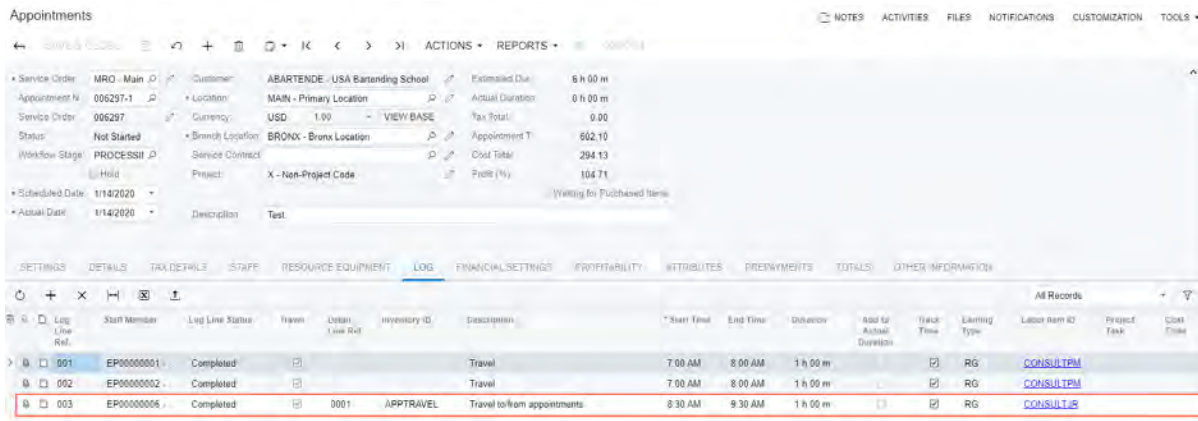 Appointments
NOTES ACTIVITIES FILES NOTIFICATIONS CUSTOMIZATION TOOLS
ACTIONS REPORTS
Service Order MRO - Main Customer: ABARTENDE - USA Bartending School Estimated Dur 6 h 00 m
Appointment N 006297-1 Location: MAIN - Primary Location Actual Duration: 0 h 00 m
Service Order 006297 Currency: USD 1.00 VIEW BASE Tax Total: 0.00
Status: Not Started Branch Location: BRONX - Bronx Location Appointment T 602.10
Workflow Stage: PROCESSII Service Contract Cost Total: 294.13
Hold Project: X - Non-Project Code Profit (%): 104.71
Scheduled Date: 1/14/2020 Waiting for Purchased Items
Actual Date: 1/14/2020 Description: Test
SETTINGS DETAILS TAX DETAILS STAFF RESOURCE EQUIPMENT LOG FINANCIAL SETTINGS PROFITABILITY ATTRIBUTES PREPAYMENTS TOTALS OTHER INFORMATION
All Records
Log Line Ref. Staff Member Log Line Status Travel Detail Line Ref. Inventory ID Description * Start Time End Time Duration Add to Actual Duration Track Time Earning Type Labor Item ID Project Task Cost Code
001 EP00000001 Completed Travel 7:00 AM 8:00 AM 1 h 00 m RG CONSULTPM
002 EP00000002 Completed Travel 7:00 AM 8:00 AM 1 h 00 m RG CONSULTPM
003 EP00000006 Completed 0001 APPTRAVEL Travel to/from appointments 8:30 AM 9:30 AM 1 h 00 m RG CONSULTJR